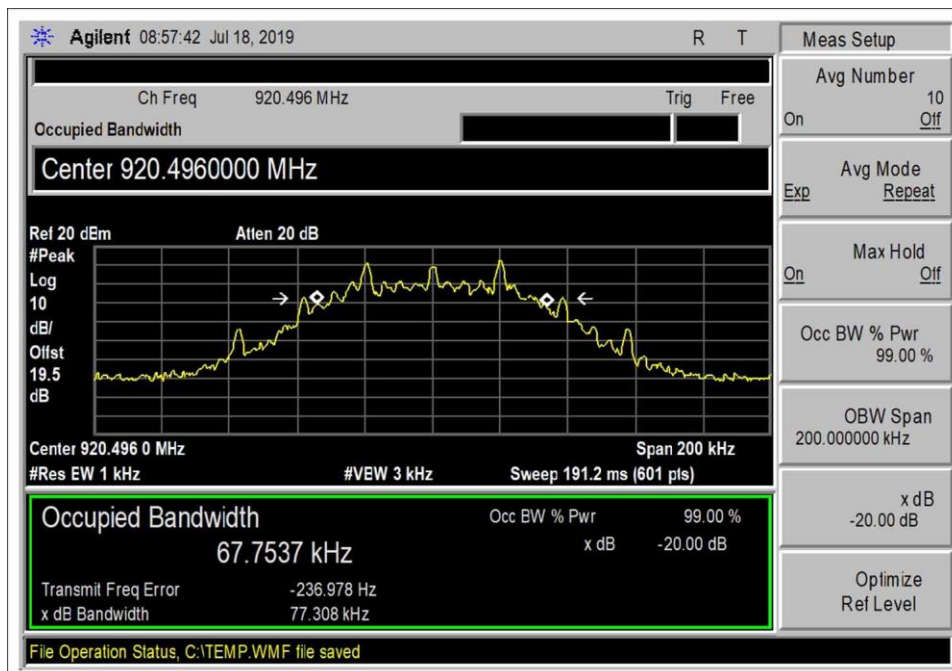 Agilent 08:57:42 Jul 18, 2019 R T
Ch Freq 920.496 MHz Trig Free
Occupied Bandwidth
Center 920.4960000 MHz
Ref 20 dBm Atten 20 dB
#Peak
Log
10
dB/
Offst
19.5
dB
Center 920.496 0 MHz Span 200 kHz
#Res BW 1 kHz #VBW 3 kHz Sweep 191.2 ms (601 pts)
Occupied Bandwidth Occ BW % Pwr 99.00 %
67.7537 kHz x dB -20.00 dB
Transmit Freq Error -236.978 Hz
x dB Bandwidth 77.308 kHz
File Operation Status, C:\TEMP.WMF file saved
Meas Setup
Avg Number
10
On Off
Avg Mode
Exp Repeat
Max Hold
On Off
Occ BW % Pwr
99.00 %
OBW Span
200.000000 kHz
x dB
-20.00 dB
Optimize
Ref Level